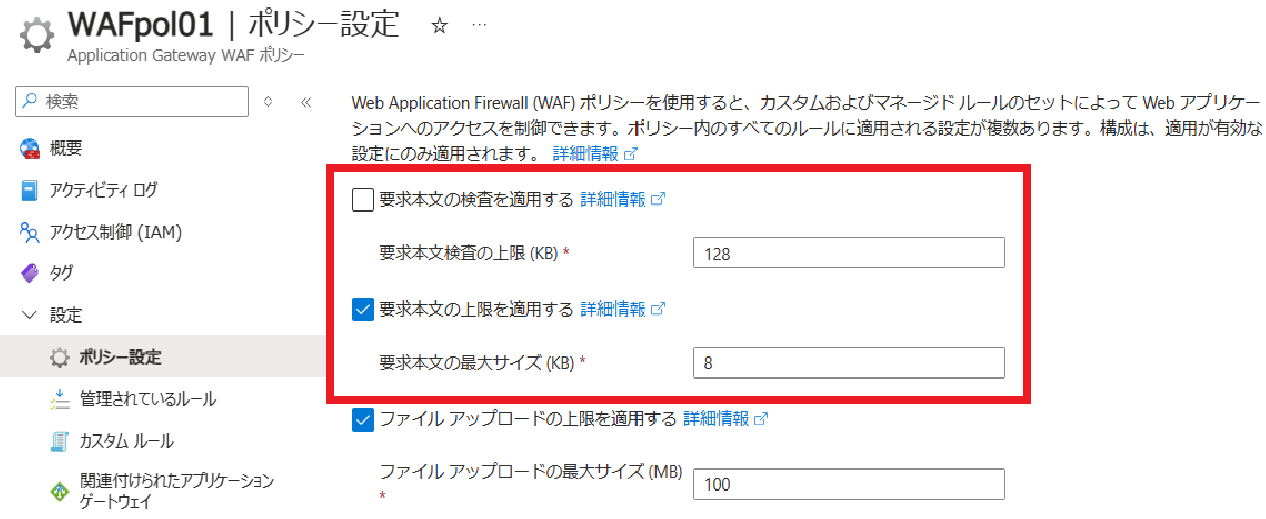 WAFpol01 | ポリシー設定 ☆ …
Application Gateway WAF ポリシー
検索
概要
アクティビティ ログ
アクセス制御 (IAM)
タグ
設定
ポリシー設定
管理されているルール
カスタム ルール
関連付けられたアプリケーション
ゲートウェイ
Web Application Firewall (WAF) ポリシーを使用すると、カスタムおよびマネージド ルールのセットによって Web アプリケー
ションへのアクセスを制御できます。ポリシー内のすべてのルールに適用される設定が複数あります。構成は、適用が有効な
設定にのみ適用されます。 詳細情報
要求本文の検査を適用する 詳細情報
要求本文検査の上限 (KB) * 128
要求本文の上限を適用する 詳細情報
要求本文の最大サイズ (KB) * 8
ファイル アップロードの上限を適用する 詳細情報
ファイル アップロードの最大サイズ (MB)
* 100